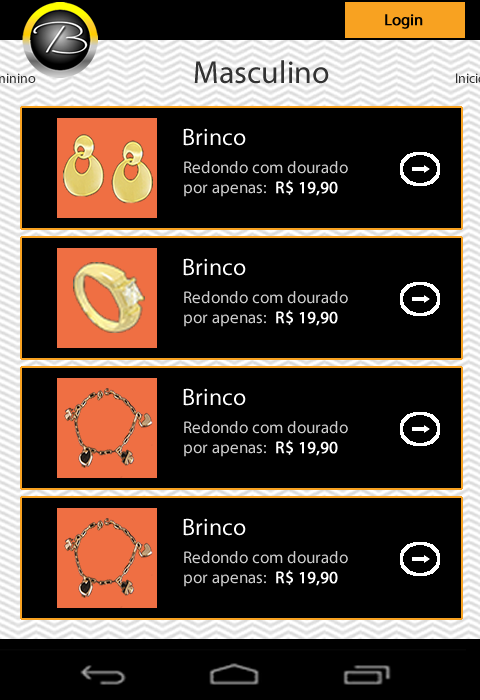 B
Login
minino
Masculino
Iníci
Brinco
Redondo com dourado
por apenas: R$ 19,90
Brinco
Redondo com dourado
por apenas: R$ 19,90
Brinco
Redondo com dourado
por apenas: R$ 19,90
Brinco
Redondo com dourado
por apenas: R$ 19,90